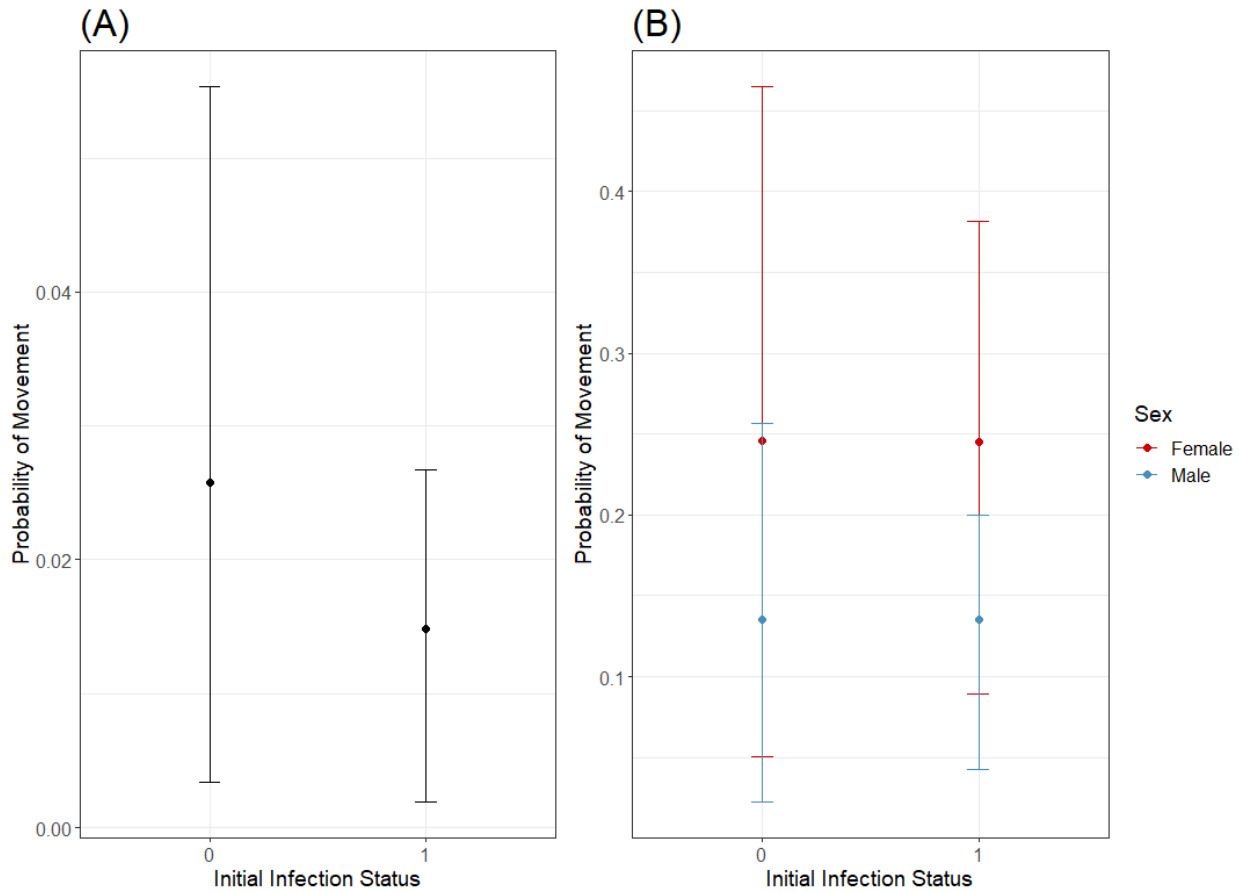 (A)
Probability of Movement
0.04
0.02
0.00
0
1
Initial Infection Status
(B)
Probability of Movement
0.4
0.3
0.2
0.1
0
1
Initial Infection Status
Sex
Female
Male